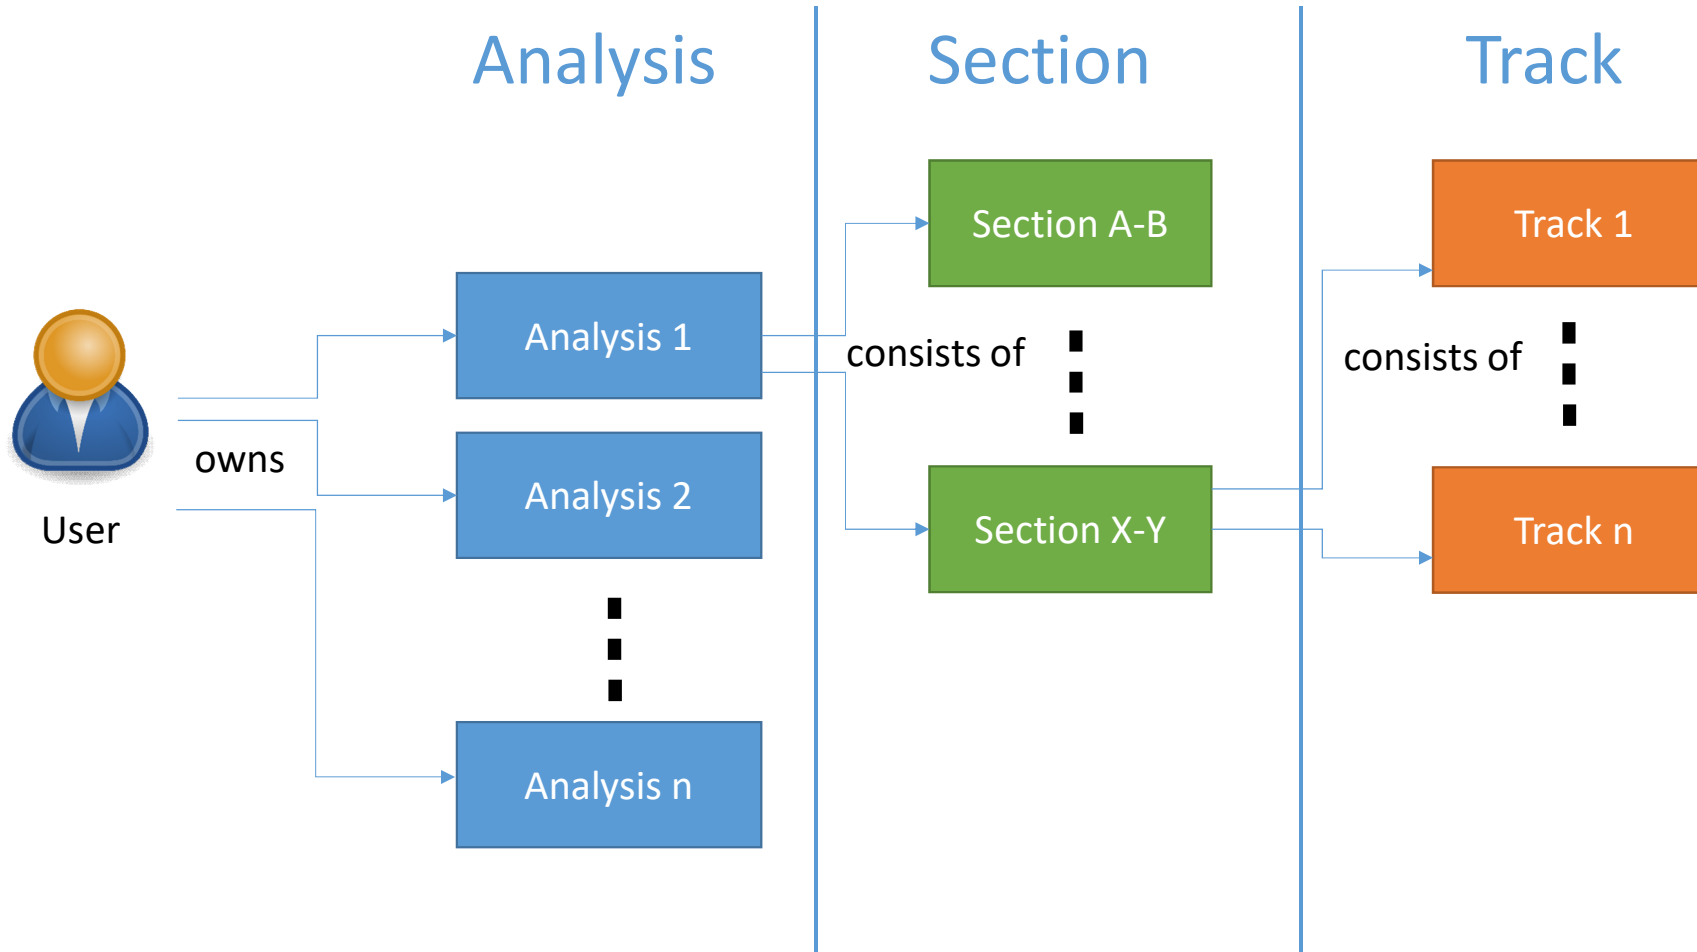 Analysis
Section
Track
Section A-B
Track 1
Analysis 1
consists of
consists of
owns
Analysis 2
User
Section X-Y
Track n
Analysis n